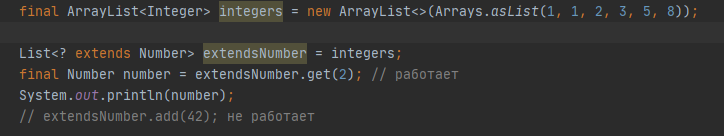 final ArrayList<Integer> integers = new ArrayList<>(Arrays.asList(1, 1, 2, 3, 5, 8));
List<? extends Number> extendsNumber = integers;
final Number number = extendsNumber.get(2); // работает
System.out.println(number);
// extendsNumber.add(42); не работает